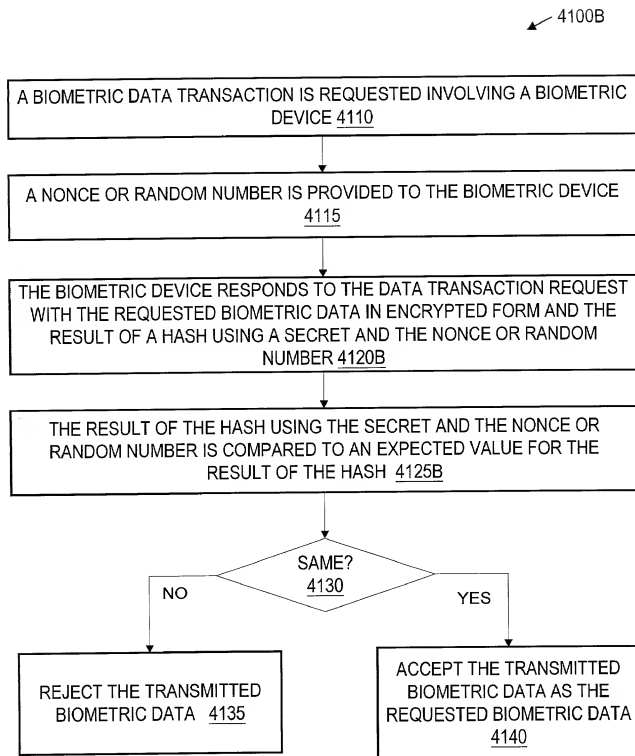 4100B
A BIOMETRIC DATA TRANSACTION IS REQUESTED INVOLVING A BIOMETRIC
DEVICE 4110
A NONCE OR RANDOM NUMBER IS PROVIDED TO THE BIOMETRIC DEVICE
4115
THE BIOMETRIC DEVICE RESPONDS TO THE DATA TRANSACTION REQUEST
WITH THE REQUESTED BIOMETRIC DATA IN ENCRYPTED FORM AND THE
RESULT OF A HASH USING A SECRET AND THE NONCE OR RANDOM
NUMBER 4120B
THE RESULT OF THE HASH USING THE SECRET AND THE NONCE OR
RANDOM NUMBER IS COMPARED TO AN EXPECTED VALUE FOR THE
RESULT OF THE HASH 4125B
SAME?
4130
NO
YES
REJECT THE TRANSMITTED
BIOMETRIC DATA 4135
ACCEPT THE TRANSMITTED
BIOMETRIC DATA AS THE
REQUESTED BIOMETRIC DATA
4140